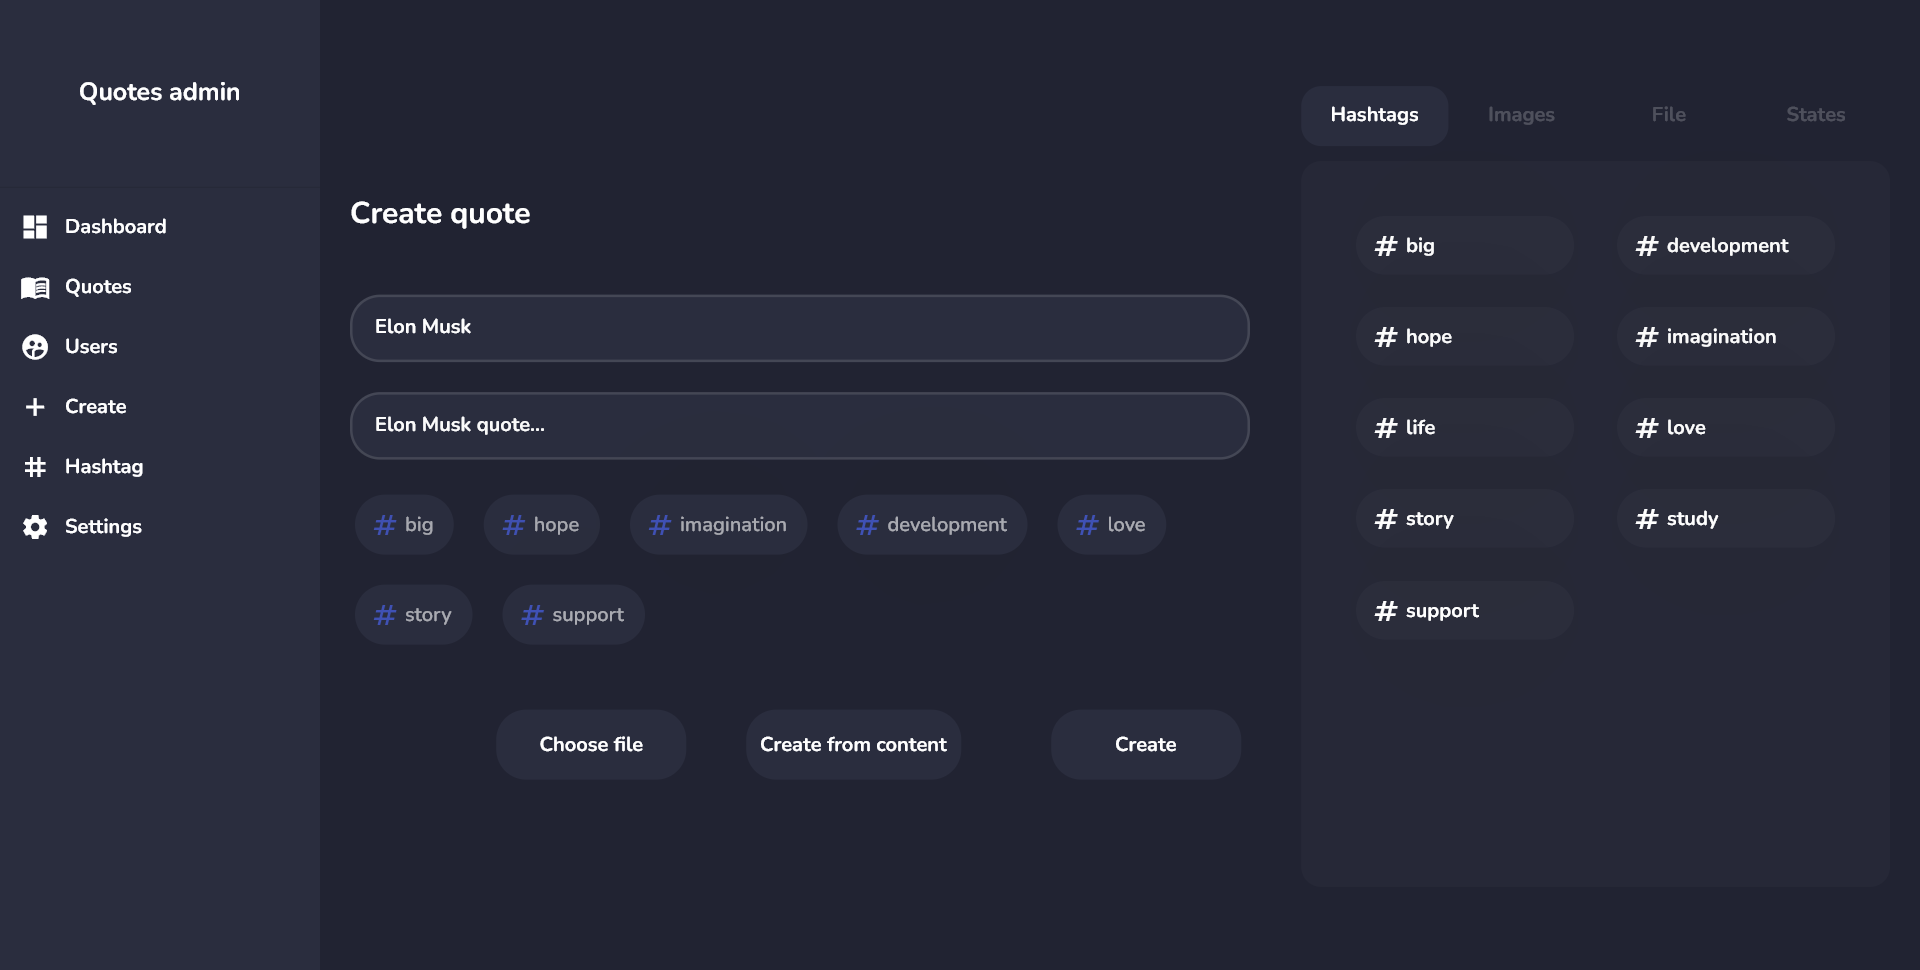 Quotes admin
Dashboard
Quotes
Users
Create
Hashtag
Settings
Create quote
Elon Musk
Elon Musk quote...
# big # hope # imagination # development # love
# story # support
Choose file Create from content Create
Hashtags Images File States
# big # development
# hope # imagination
# life # love
# story # study
# support